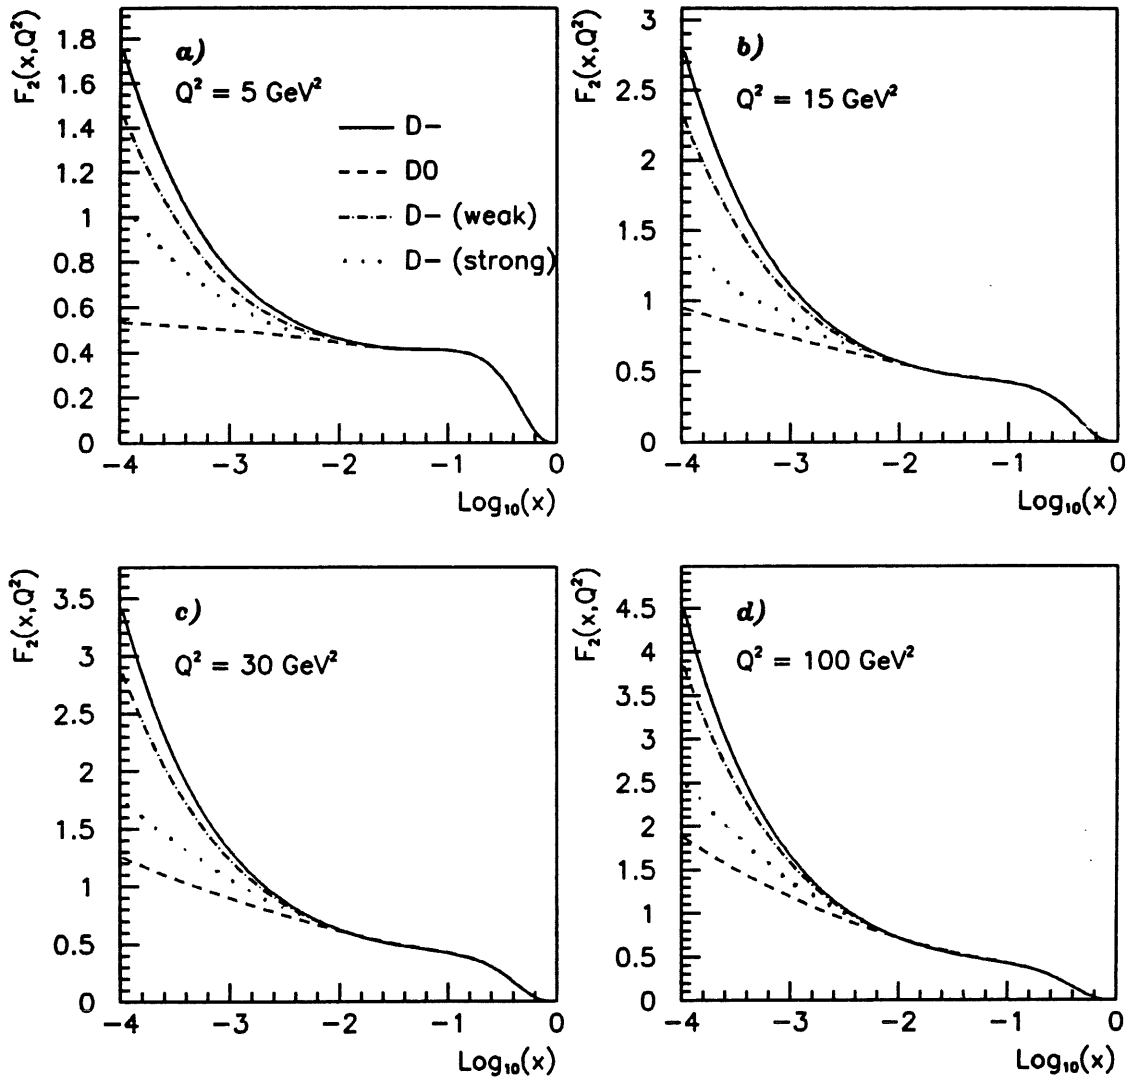 F₂(x,Q²)
a)
Q² = 5 GeV²
D−
D0
D− (weak)
D− (strong)
1.8
1.6
1.4
1.2
1
0.8
0.6
0.4
0.2
0
−4 −3 −2 −1 0
Log₁₀(x)
F₂(x,Q²)
b)
Q² = 15 GeV²
3
2.5
2
1.5
1
0.5
0
−4 −3 −2 −1 0
Log₁₀(x)
F₂(x,Q²)
c)
Q² = 30 GeV²
3.5
3
2.5
2
1.5
1
0.5
0
−4 −3 −2 −1 0
Log₁₀(x)
F₂(x,Q²)
d)
Q² = 100 GeV²
4.5
4
3.5
3
2.5
2
1.5
1
0.5
0
−4 −3 −2 −1 0
Log₁₀(x)